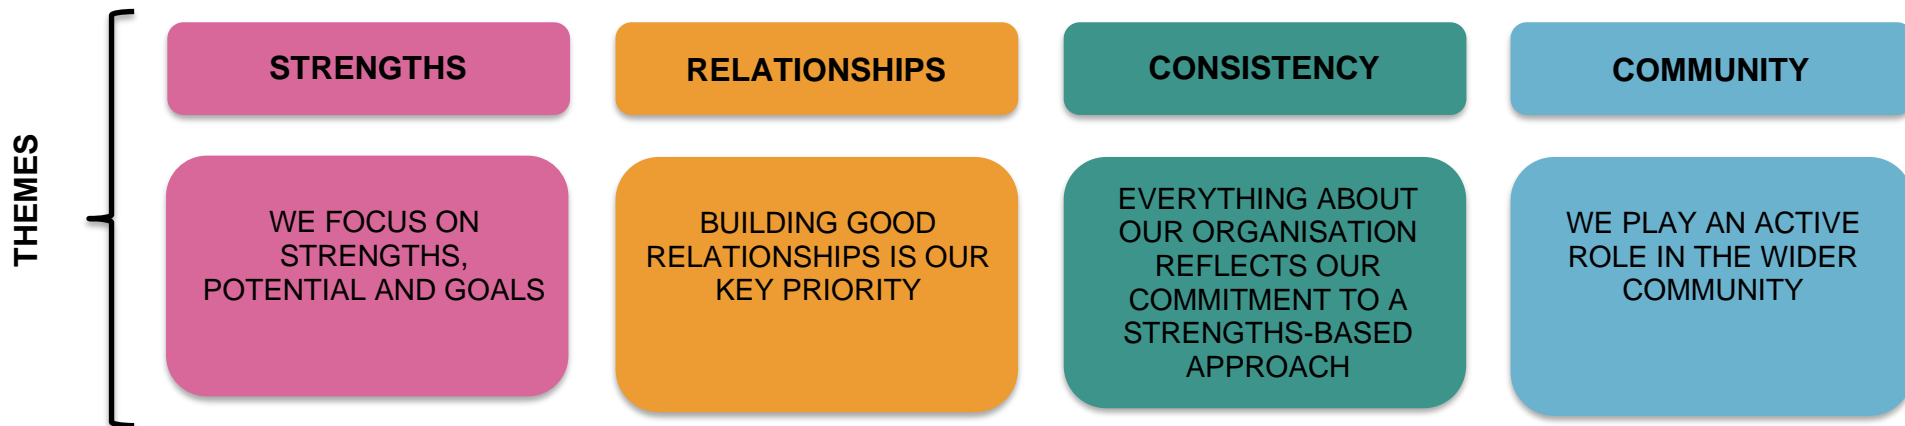 THEMES
STRENGTHS
WE FOCUS ON
STRENGTHS,
POTENTIAL AND GOALS
RELATIONSHIPS
BUILDING GOOD
RELATIONSHIPS IS OUR
KEY PRIORITY
CONSISTENCY
EVERYTHING ABOUT
OUR ORGANISATION
REFLECTS OUR
COMMITMENT TO A
STRENGTHS-BASED
APPROACH
COMMUNITY
WE PLAY AN ACTIVE
ROLE IN THE WIDER
COMMUNITY